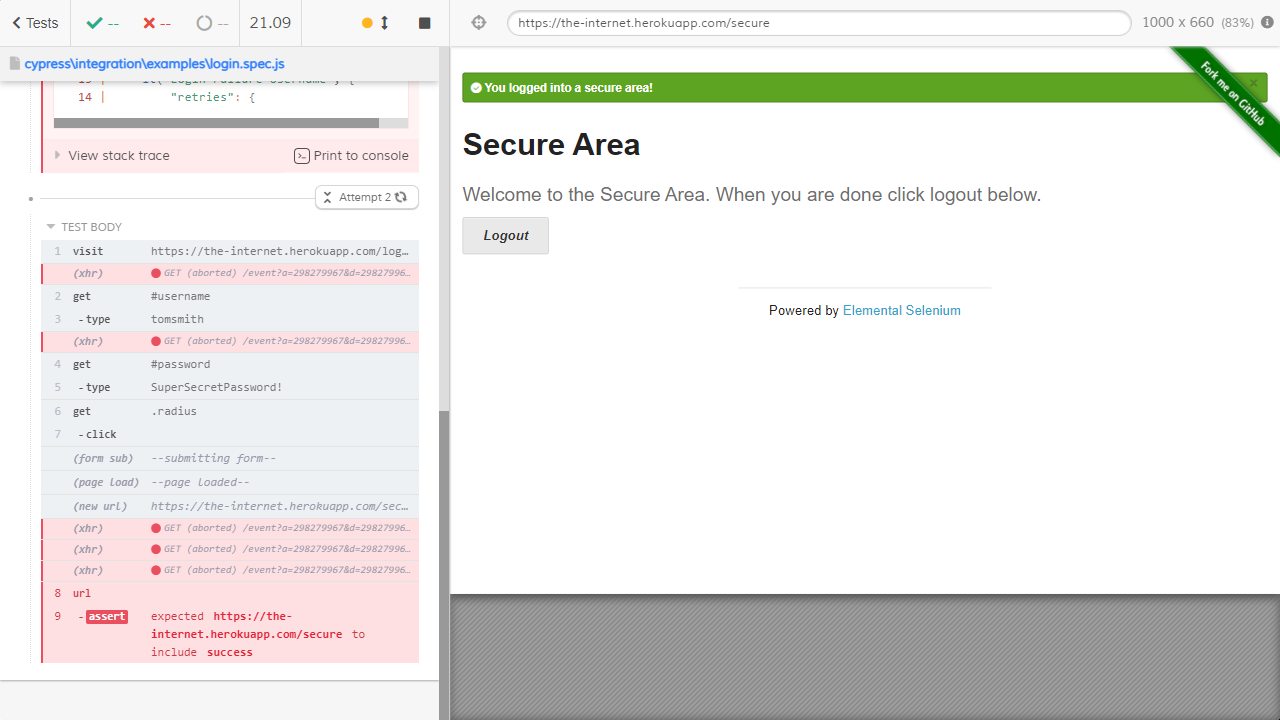 Tests
--
--
--
21.09
https://the-internet.herokuapp.com/secure
1000 x 660 (83%)
cypress\integration\examples\login.spec.js
14 | "retries": {
View stack trace
Print to console
Attempt 2
TEST BODY
1 visit https://the-internet.herokuapp.com/log…
(xhr) GET (aborted) /event?a=298279967&d=29827996…
2 get #username
3 -type tomsmith
(xhr) GET (aborted) /event?a=298279967&d=29827996…
4 get #password
5 -type SuperSecretPassword!
6 get .radius
7 -click
(form sub) --submitting form--
(page load) --page loaded--
(new url) https://the-internet.herokuapp.com/sec…
(xhr) GET (aborted) /event?a=298279967&d=29827996…
(xhr) GET (aborted) /event?a=298279967&d=29827996…
(xhr) GET (aborted) /event?a=298279967&d=29827996…
8 url
9 -assert expected https://the-
internet.herokuapp.com/secure to
include success
You logged into a secure area!
Fork me on GitHub
Secure Area
Welcome to the Secure Area. When you are done click logout below.
Logout
Powered by Elemental Selenium